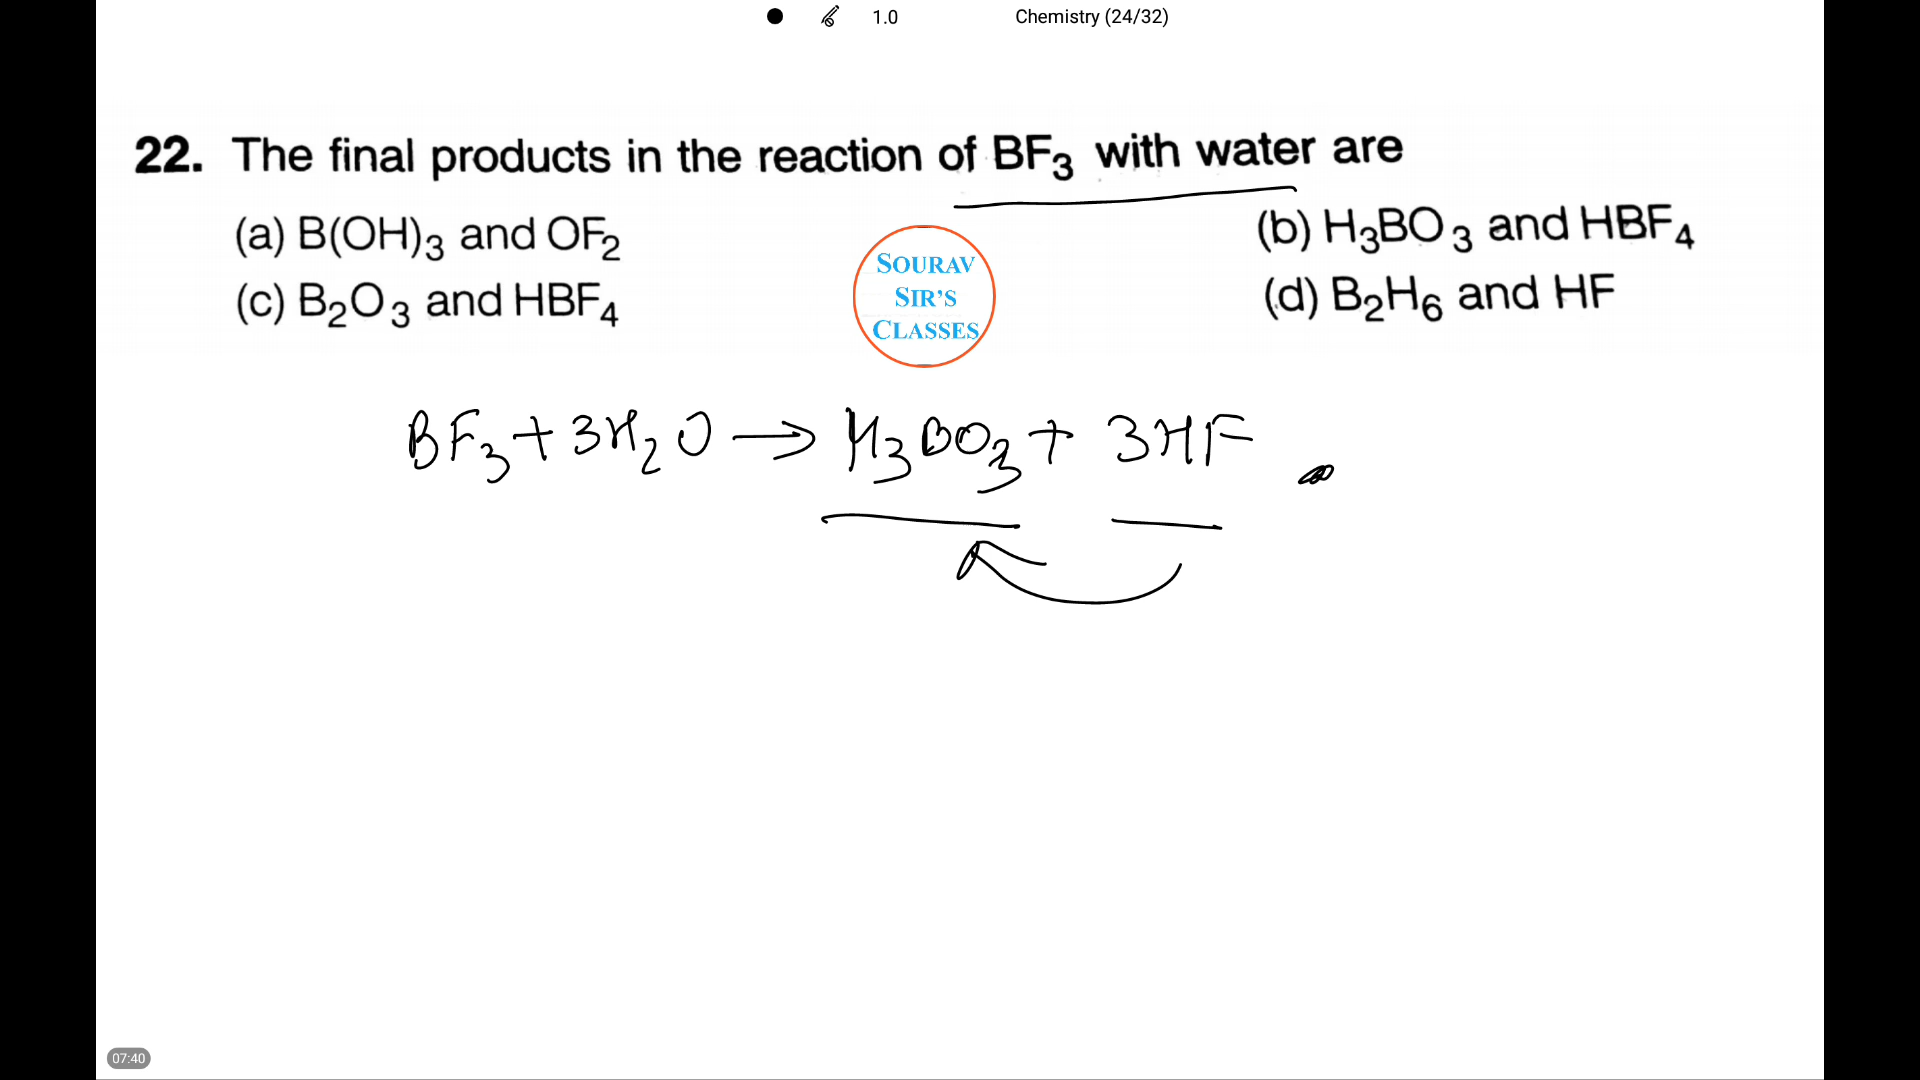 1.0 Chemistry (24/32)
22. The final products in the reaction of BF₃ with water are
(a) B(OH)₃ and OF₂ (b) H₃BO₃ and HBF₄
(c) B₂O₃ and HBF₄ (d) B₂H₆ and HF
SOURAV
SIR'S
CLASSES
BF₃ + 3H₂O → H₃BO₃ + 3HF
07:40